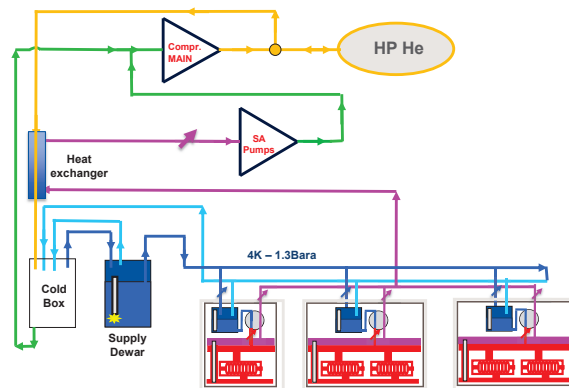 Compr.
MAIN
HP He
SA
Pumps
Heat
exchanger
4K – 1.3Bara
Cold
Box
Supply
Dewar